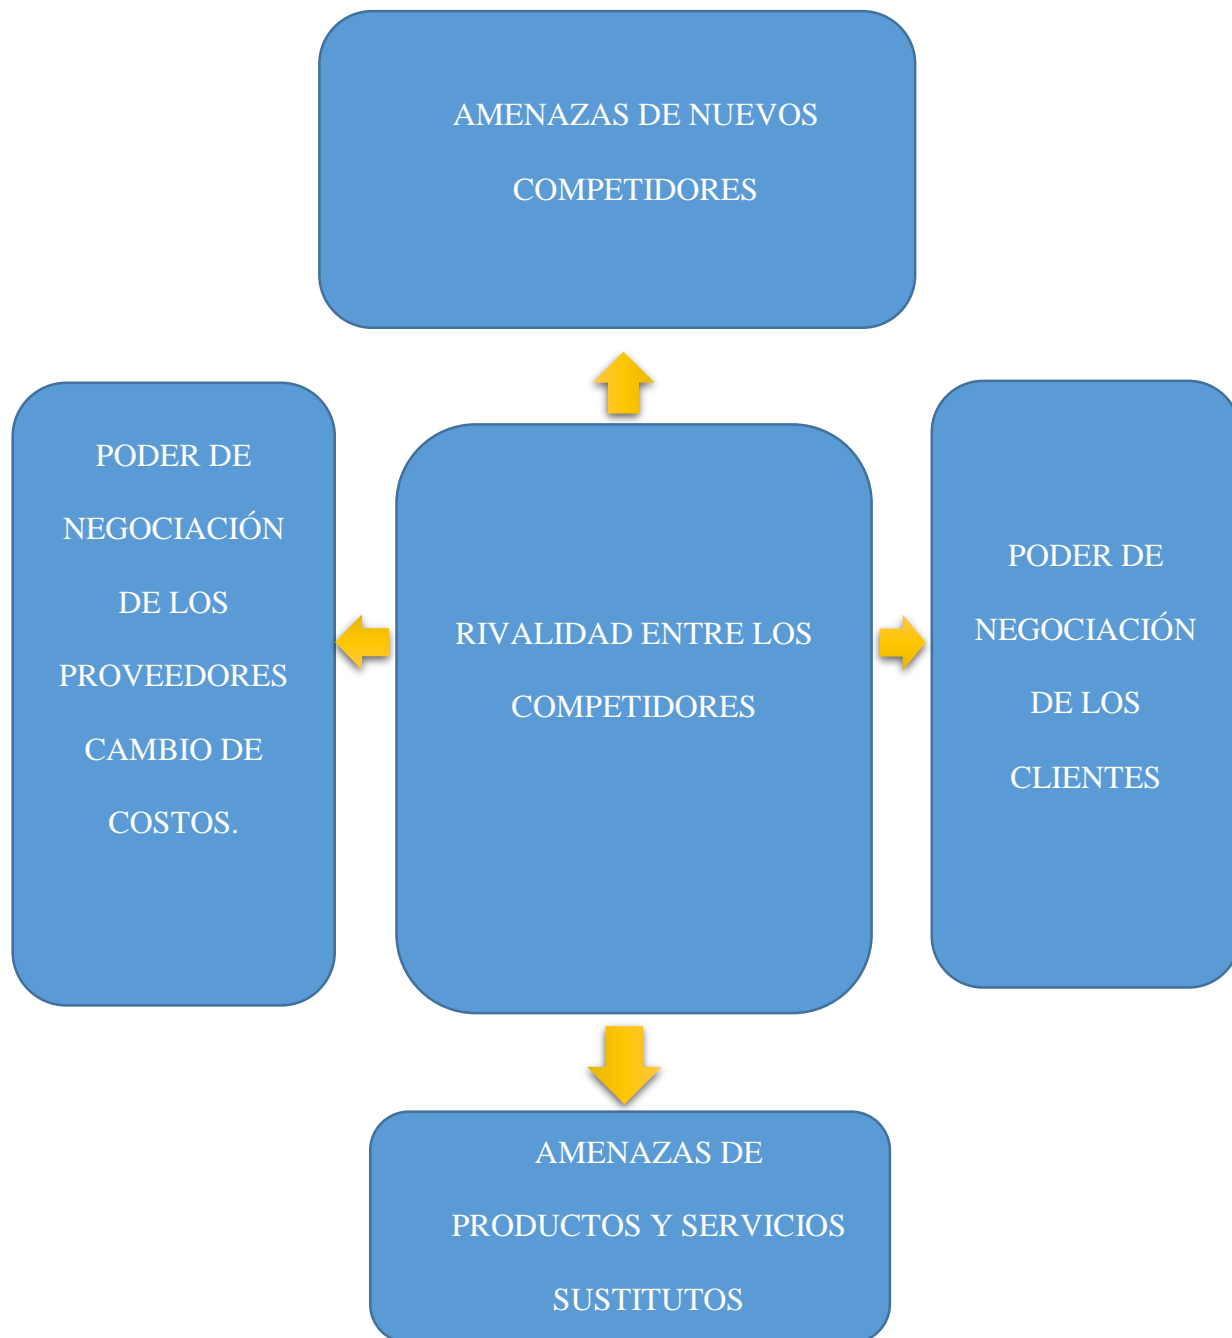 AMENAZAS DE NUEVOS
COMPETIDORES
PODER DE
NEGOCIACIÓN
DE LOS
PROVEEDORES
CAMBIO DE
COSTOS.
RIVALIDAD ENTRE LOS
COMPETIDORES
PODER DE
NEGOCIACIÓN
DE LOS
CLIENTES
AMENAZAS DE
PRODUCTOS Y SERVICIOS
SUSTITUTOS